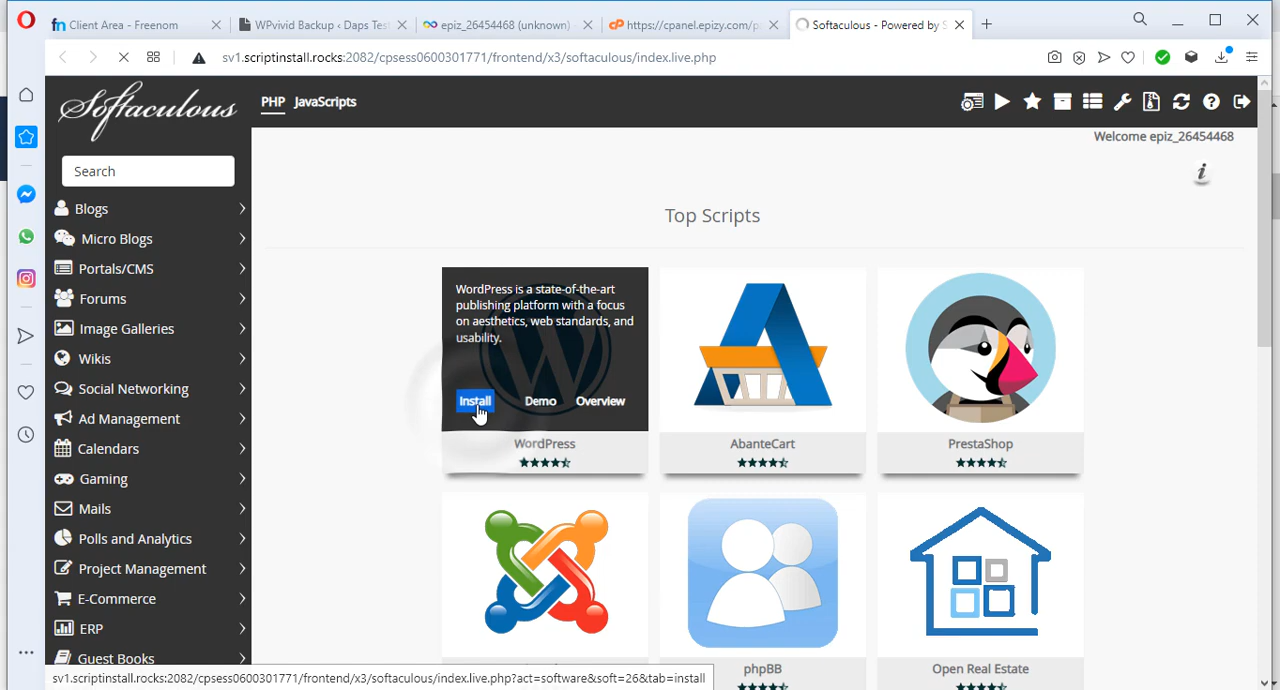 Client Area - Freenom
WPvivid Backup ‹ Daps Test
epiz_26454468 (unknown)
https://cpanel.epizy.com/p
Softaculous - Powered by S
sv1.scriptinstall.rocks:2082/cpsess0600301771/frontend/x3/softaculous/index.live.php
Softaculous
PHP JavaScripts
Welcome epiz_26454468
Search
Blogs
Micro Blogs
Portals/CMS
Forums
Image Galleries
Wikis
Social Networking
Ad Management
Calendars
Gaming
Mails
Polls and Analytics
Project Management
E-Commerce
ERP
Guest Books
Top Scripts
WordPress is a state-of-the-art
publishing platform with a focus
on aesthetics, web standards, and
usability.
Install Demo Overview
WordPress
AbanteCart
PrestaShop
phpBB
Open Real Estate
sv1.scriptinstall.rocks:2082/cpsess0600301771/frontend/x3/softaculous/index.live.php?act=software&soft=26&tab=install